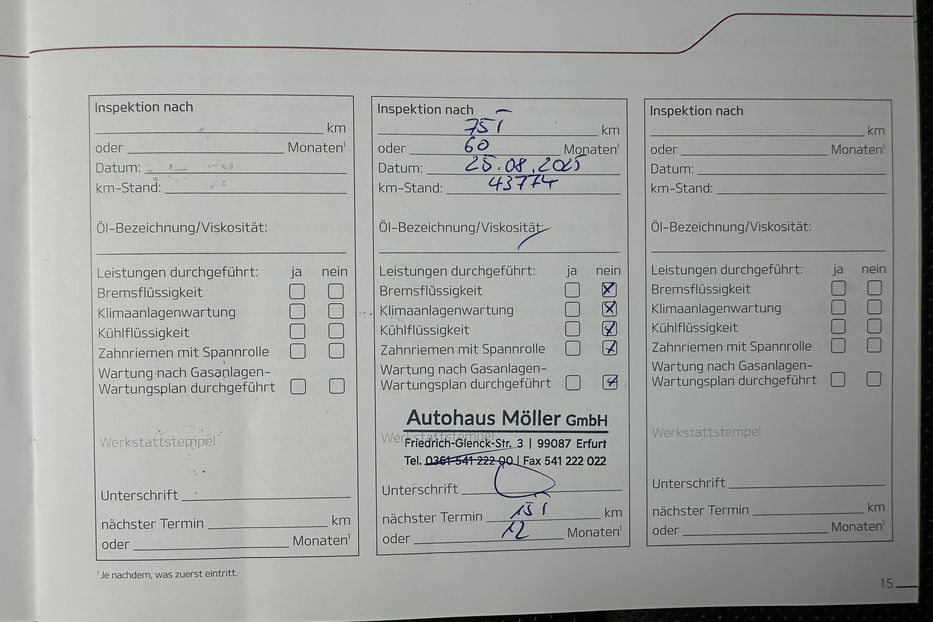 Inspektion nach
km
oder Monaten¹
Datum:
km-Stand:
Öl-Bezeichnung/Viskosität:
Leistungen durchgeführt: ja nein
Bremsflüssigkeit
Klimaanlagenwartung
Kühlflüssigkeit
Zahnriemen mit Spannrolle
Wartung nach Gasanlagen-
Wartungsplan durchgeführt
Werkstattstempel
Unterschrift
nächster Termin km
oder Monaten¹
¹Je nachdem, was zuerst eintritt.
Inspektion nach
75T km
oder 60 Monaten¹
Datum: 25.08.2025
km-Stand: 43774
Öl-Bezeichnung/Viskosität:
Leistungen durchgeführt: ja nein
Bremsflüssigkeit
Klimaanlagenwartung
Kühlflüssigkeit
Zahnriemen mit Spannrolle
Wartung nach Gasanlagen-
Wartungsplan durchgeführt
Autohaus Möller GmbH
Werkstattstempel
Friedrich-Glenck-Str. 3 | 99087 Erfurt
Tel. 0361 541 222 00 | Fax 541 222 022
Unterschrift
nächster Termin 15T km
oder 12 Monaten¹
Inspektion nach
km
oder Monaten¹
Datum:
km-Stand:
Öl-Bezeichnung/Viskosität:
Leistungen durchgeführt: ja nein
Bremsflüssigkeit
Klimaanlagenwartung
Kühlflüssigkeit
Zahnriemen mit Spannrolle
Wartung nach Gasanlagen-
Wartungsplan durchgeführt
Werkstattstempel
Unterschrift
nächster Termin km
oder Monaten¹
15